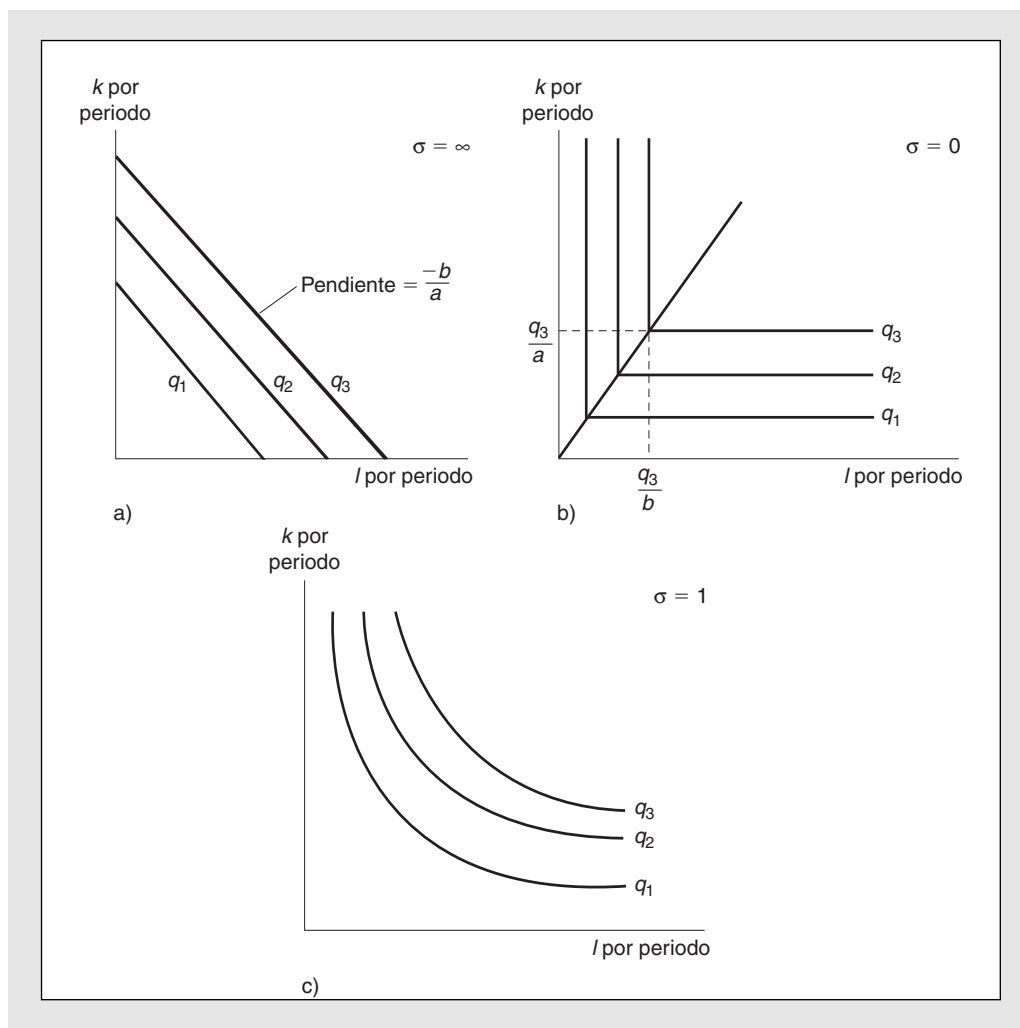 k por
periodo
σ = ∞
Pendiente = −b
a
q1
q2
q3
l por periodo
a)
k por
periodo
σ = 0
q3
a
q3
q2
q1
q3
b
l por periodo
b)
k por
periodo
σ = 1
q3
q2
q1
l por periodo
c)